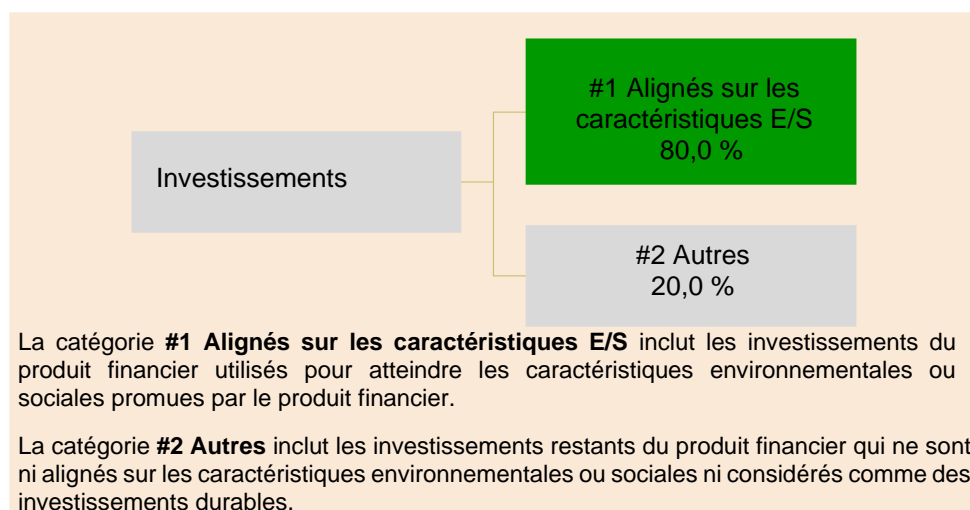 #1 Alignés sur les
caractéristiques E/S
80,0 %
Investissements
#2 Autres
20,0 %
La catégorie #1 Alignés sur les caractéristiques E/S inclut les investissements du
produit financier utilisés pour atteindre les caractéristiques environnementales ou
sociales promues par le produit financier.
La catégorie #2 Autres inclut les investissements restants du produit financier qui ne sont
ni alignés sur les caractéristiques environnementales ou sociales ni considérés comme des
investissements durables.